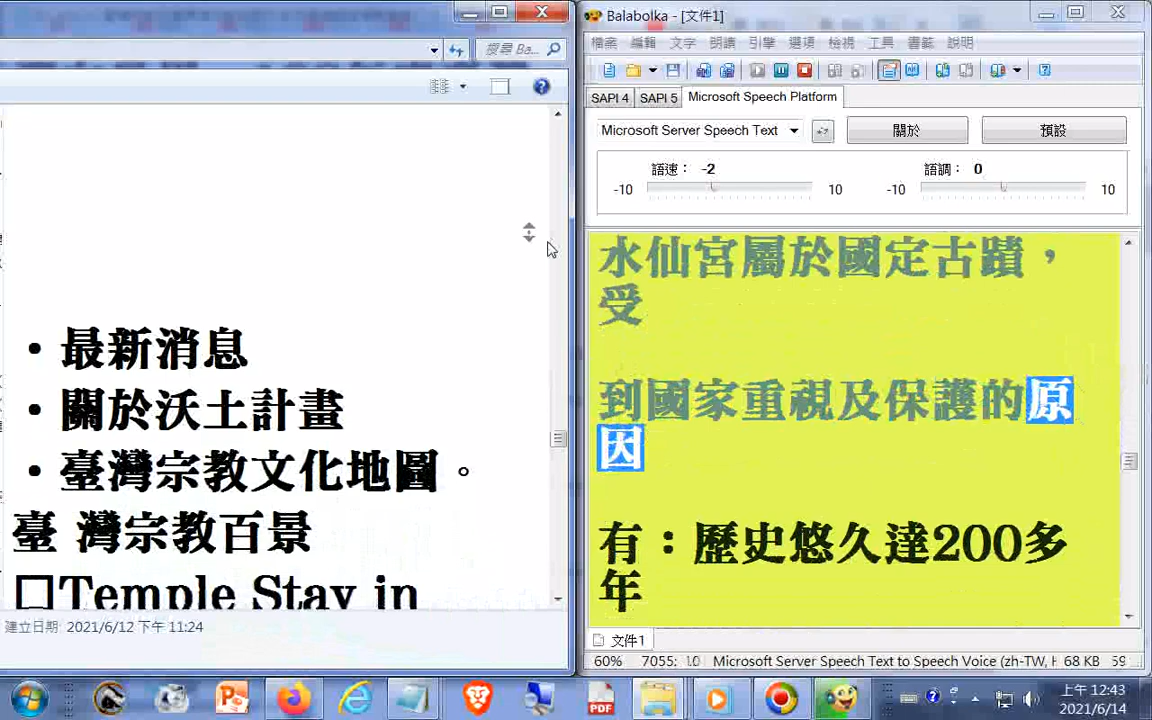 搜尋 Ba...
• 最新消息
• 關於沃土計畫
• 臺灣宗教文化地圖。
臺 灣宗教百景
□Temple Stay in
建立日期: 2021/6/12 下午 11:24
Balabolka - [文件1]
檔案 編輯 文字 朗讀 引擎 選項 檢視 工具 書籤 說明
SAPI 4 SAPI 5 Microsoft Speech Platform
Microsoft Server Speech Text 關於 預設
語速： -2 語調： 0
-10 10 -10 10
水仙宮屬於國定古蹟，
受
到國家重視及保護的原
因
有：歷史悠久達200多
年
文件1
60% 7055: Microsoft Server Speech Text to Speech Voice (zh-TW, 68 KB 59
PDF
上午 12:43
2021/6/14